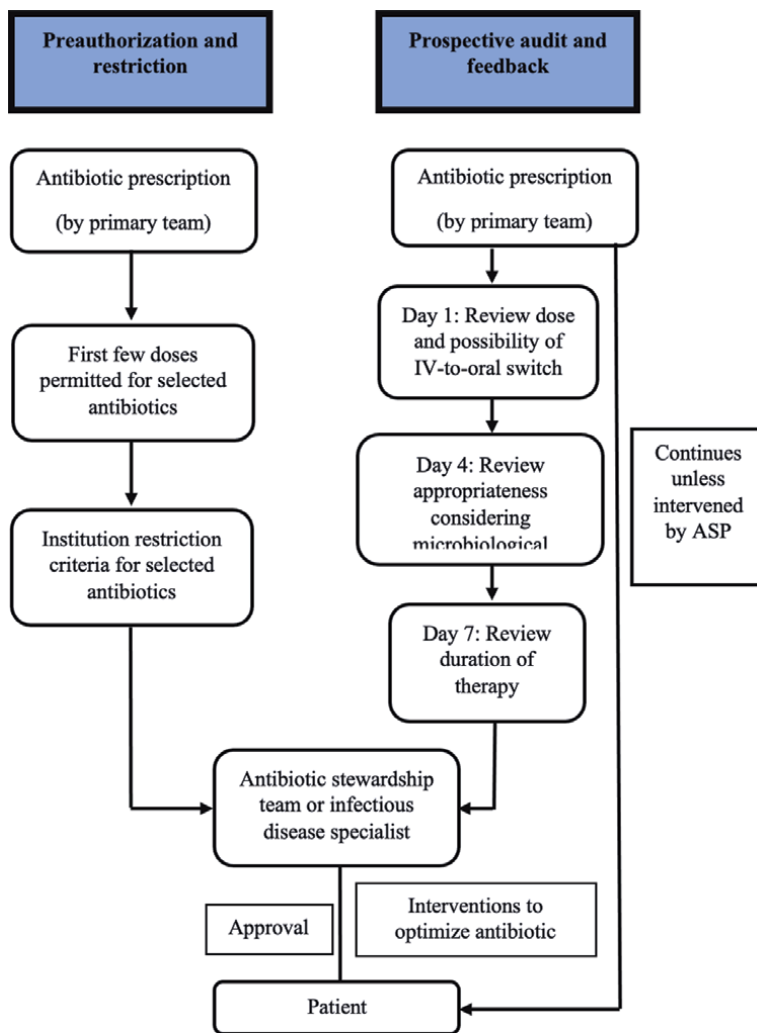 Preauthorization and
restriction
Prospective audit and
feedback
Antibiotic prescription
(by primary team)
First few doses
permitted for selected
antibiotics
Institution restriction
criteria for selected
antibiotics
Antibiotic prescription
(by primary team)
Day 1: Review dose
and possibility of
IV-to-oral switch
Day 4: Review
appropriateness
considering
microbiological
Day 7: Review
duration of
therapy
Continues
unless
intervened
by ASP
Antibiotic stewardship
team or infectious
disease specialist
Approval
Interventions to
optimize antibiotic
Patient